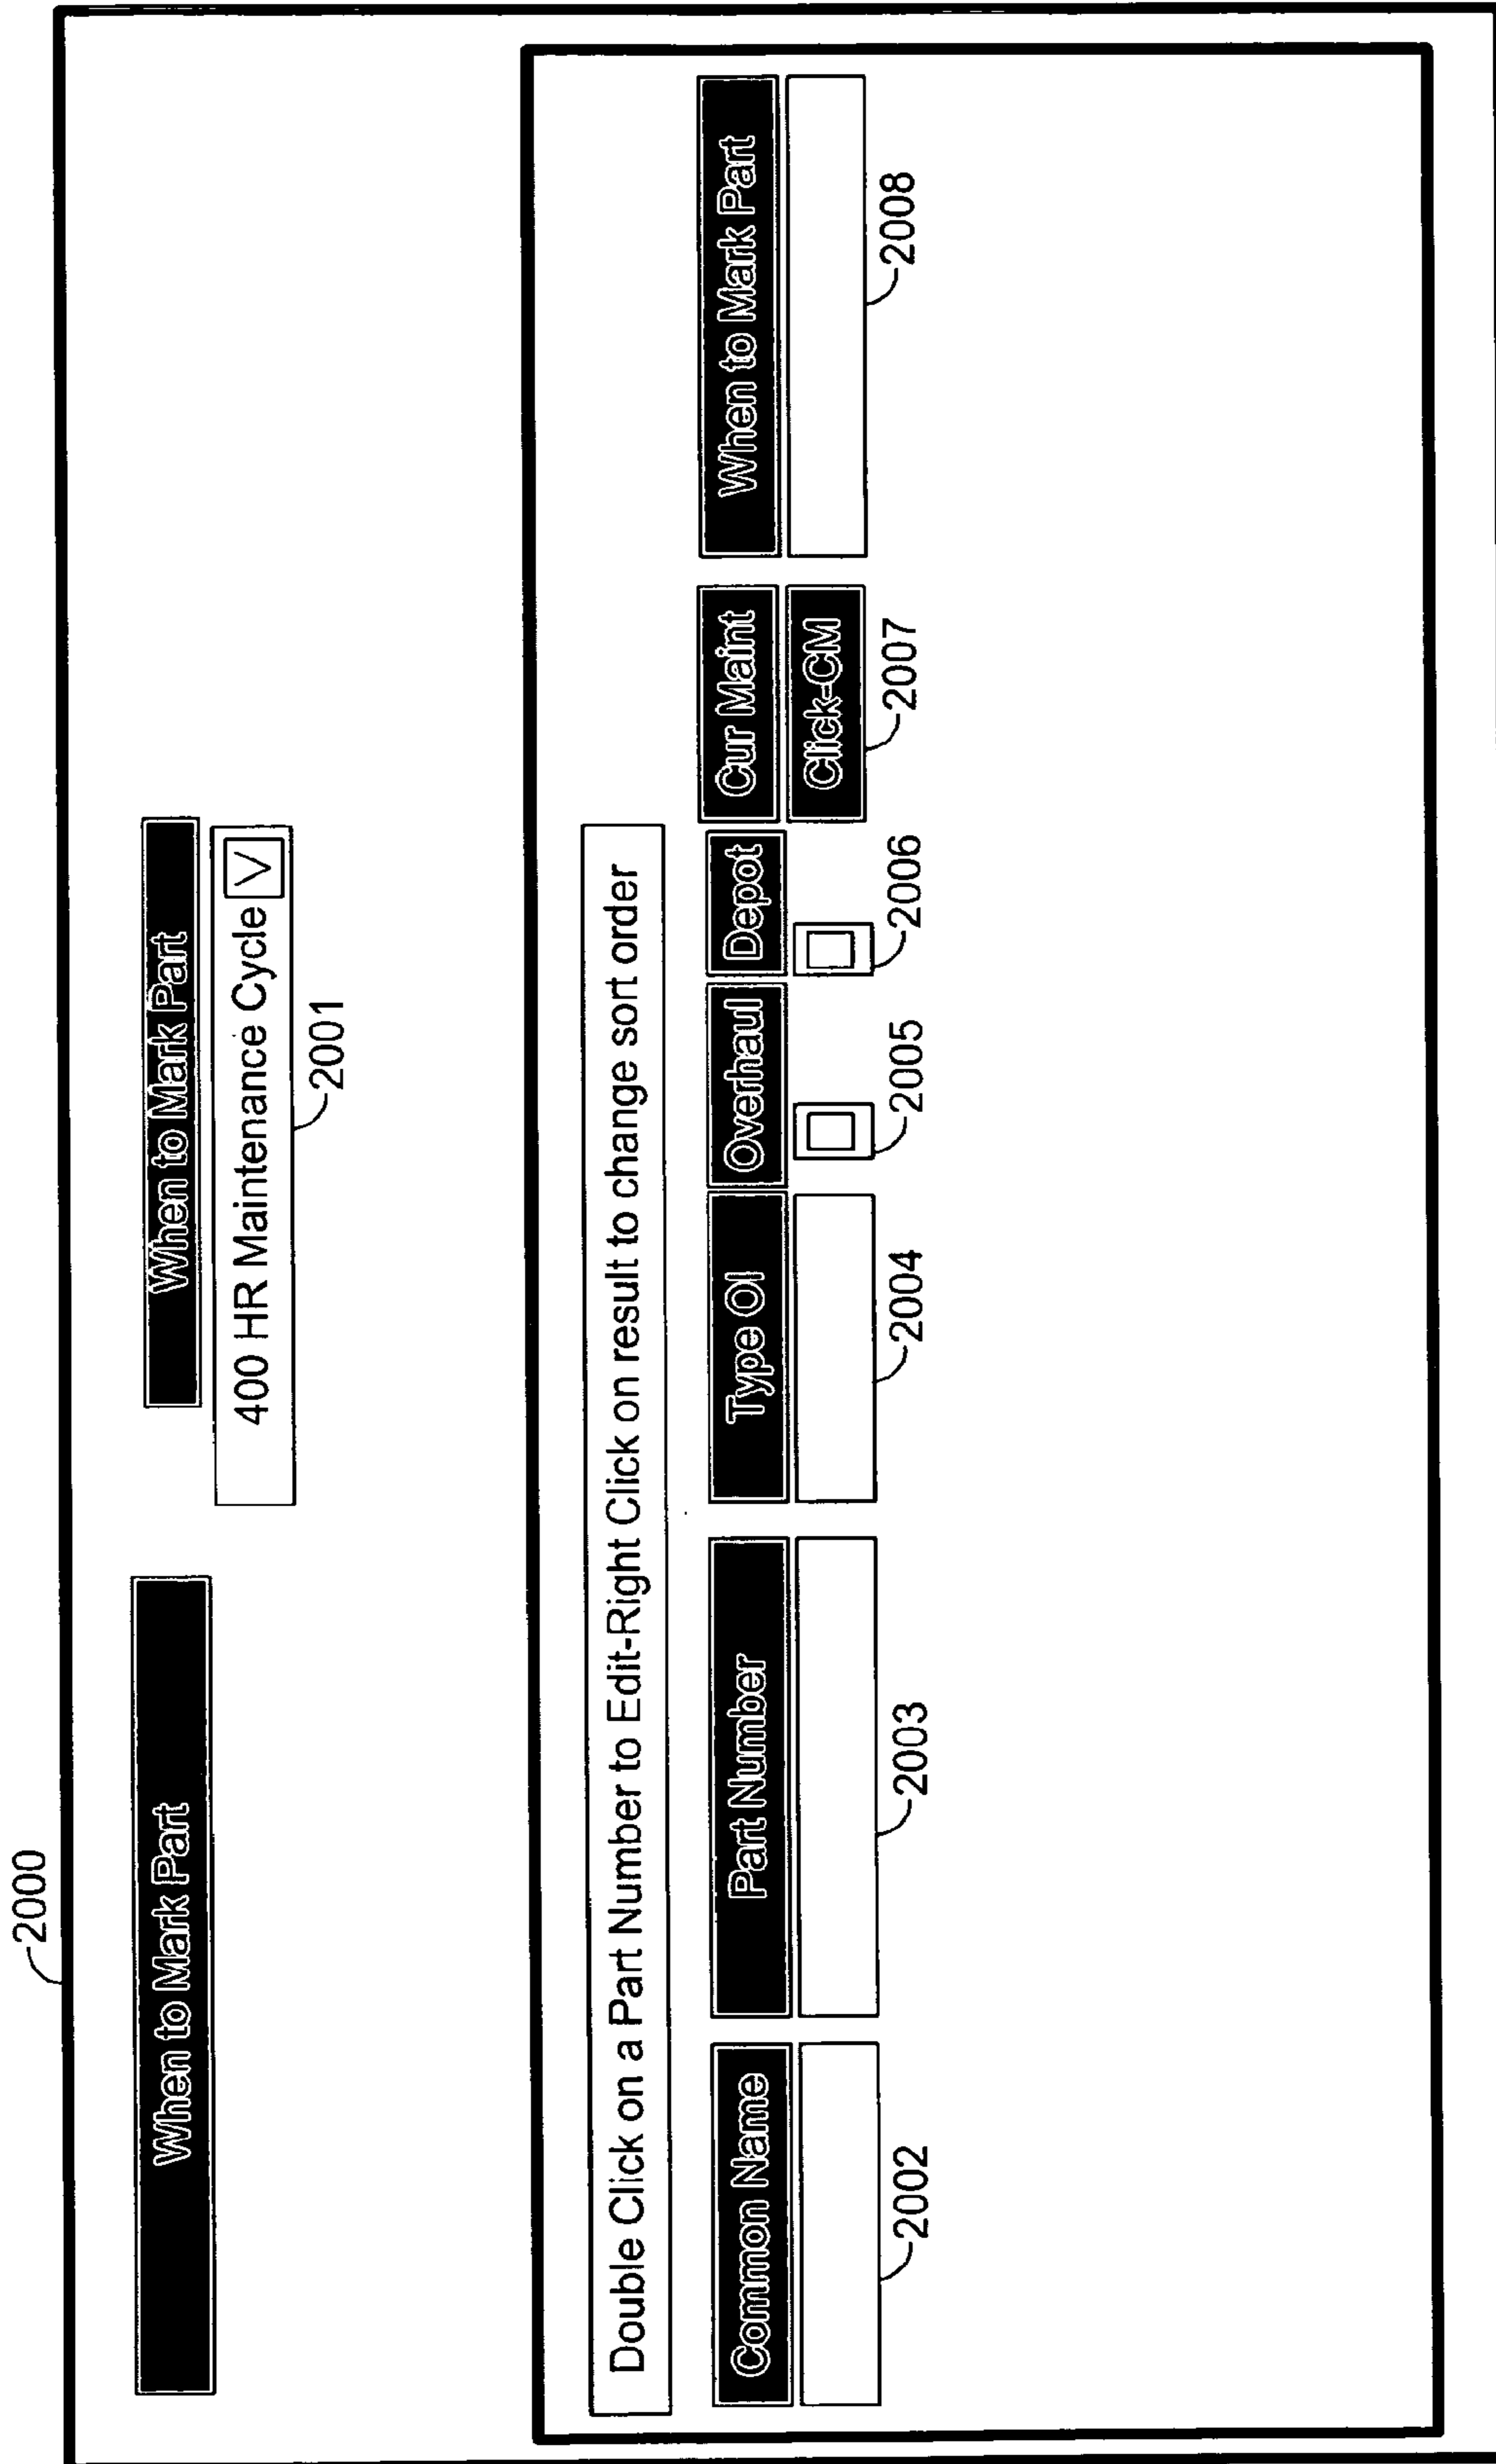 2000
When to Mark Part
When to Mark Part
400 HR Maintenance Cycle
2001
Double Click on a Part Number to Edit-Right Click on result to change sort order
Common Name Part Number Type OI Overhaul Depot Cur Maint When to Mark Part
Click-CM
2002 2003 2004 2005 2006 2007 2008